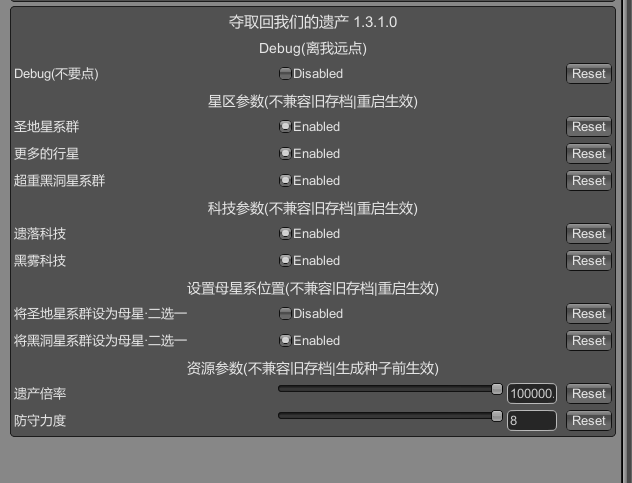 夺取回我们的遗产 1.3.1.0
Debug(离我远点)
Debug(不要点) Disabled Reset
星区参数(不兼容旧存档|重启生效)
圣地星系群 Enabled Reset
更多的行星 Enabled Reset
超重黑洞星系群 Enabled Reset
科技参数(不兼容旧存档|重启生效)
遗落科技 Enabled Reset
黑雾科技 Enabled Reset
设置母星系位置(不兼容旧存档|重启生效)
将圣地星系群设为母星·二选一 Disabled Reset
将黑洞星系群设为母星·二选一 Enabled Reset
资源参数(不兼容旧存档|生成种子前生效)
遗产倍率 100000. Reset
防守力度 8 Reset